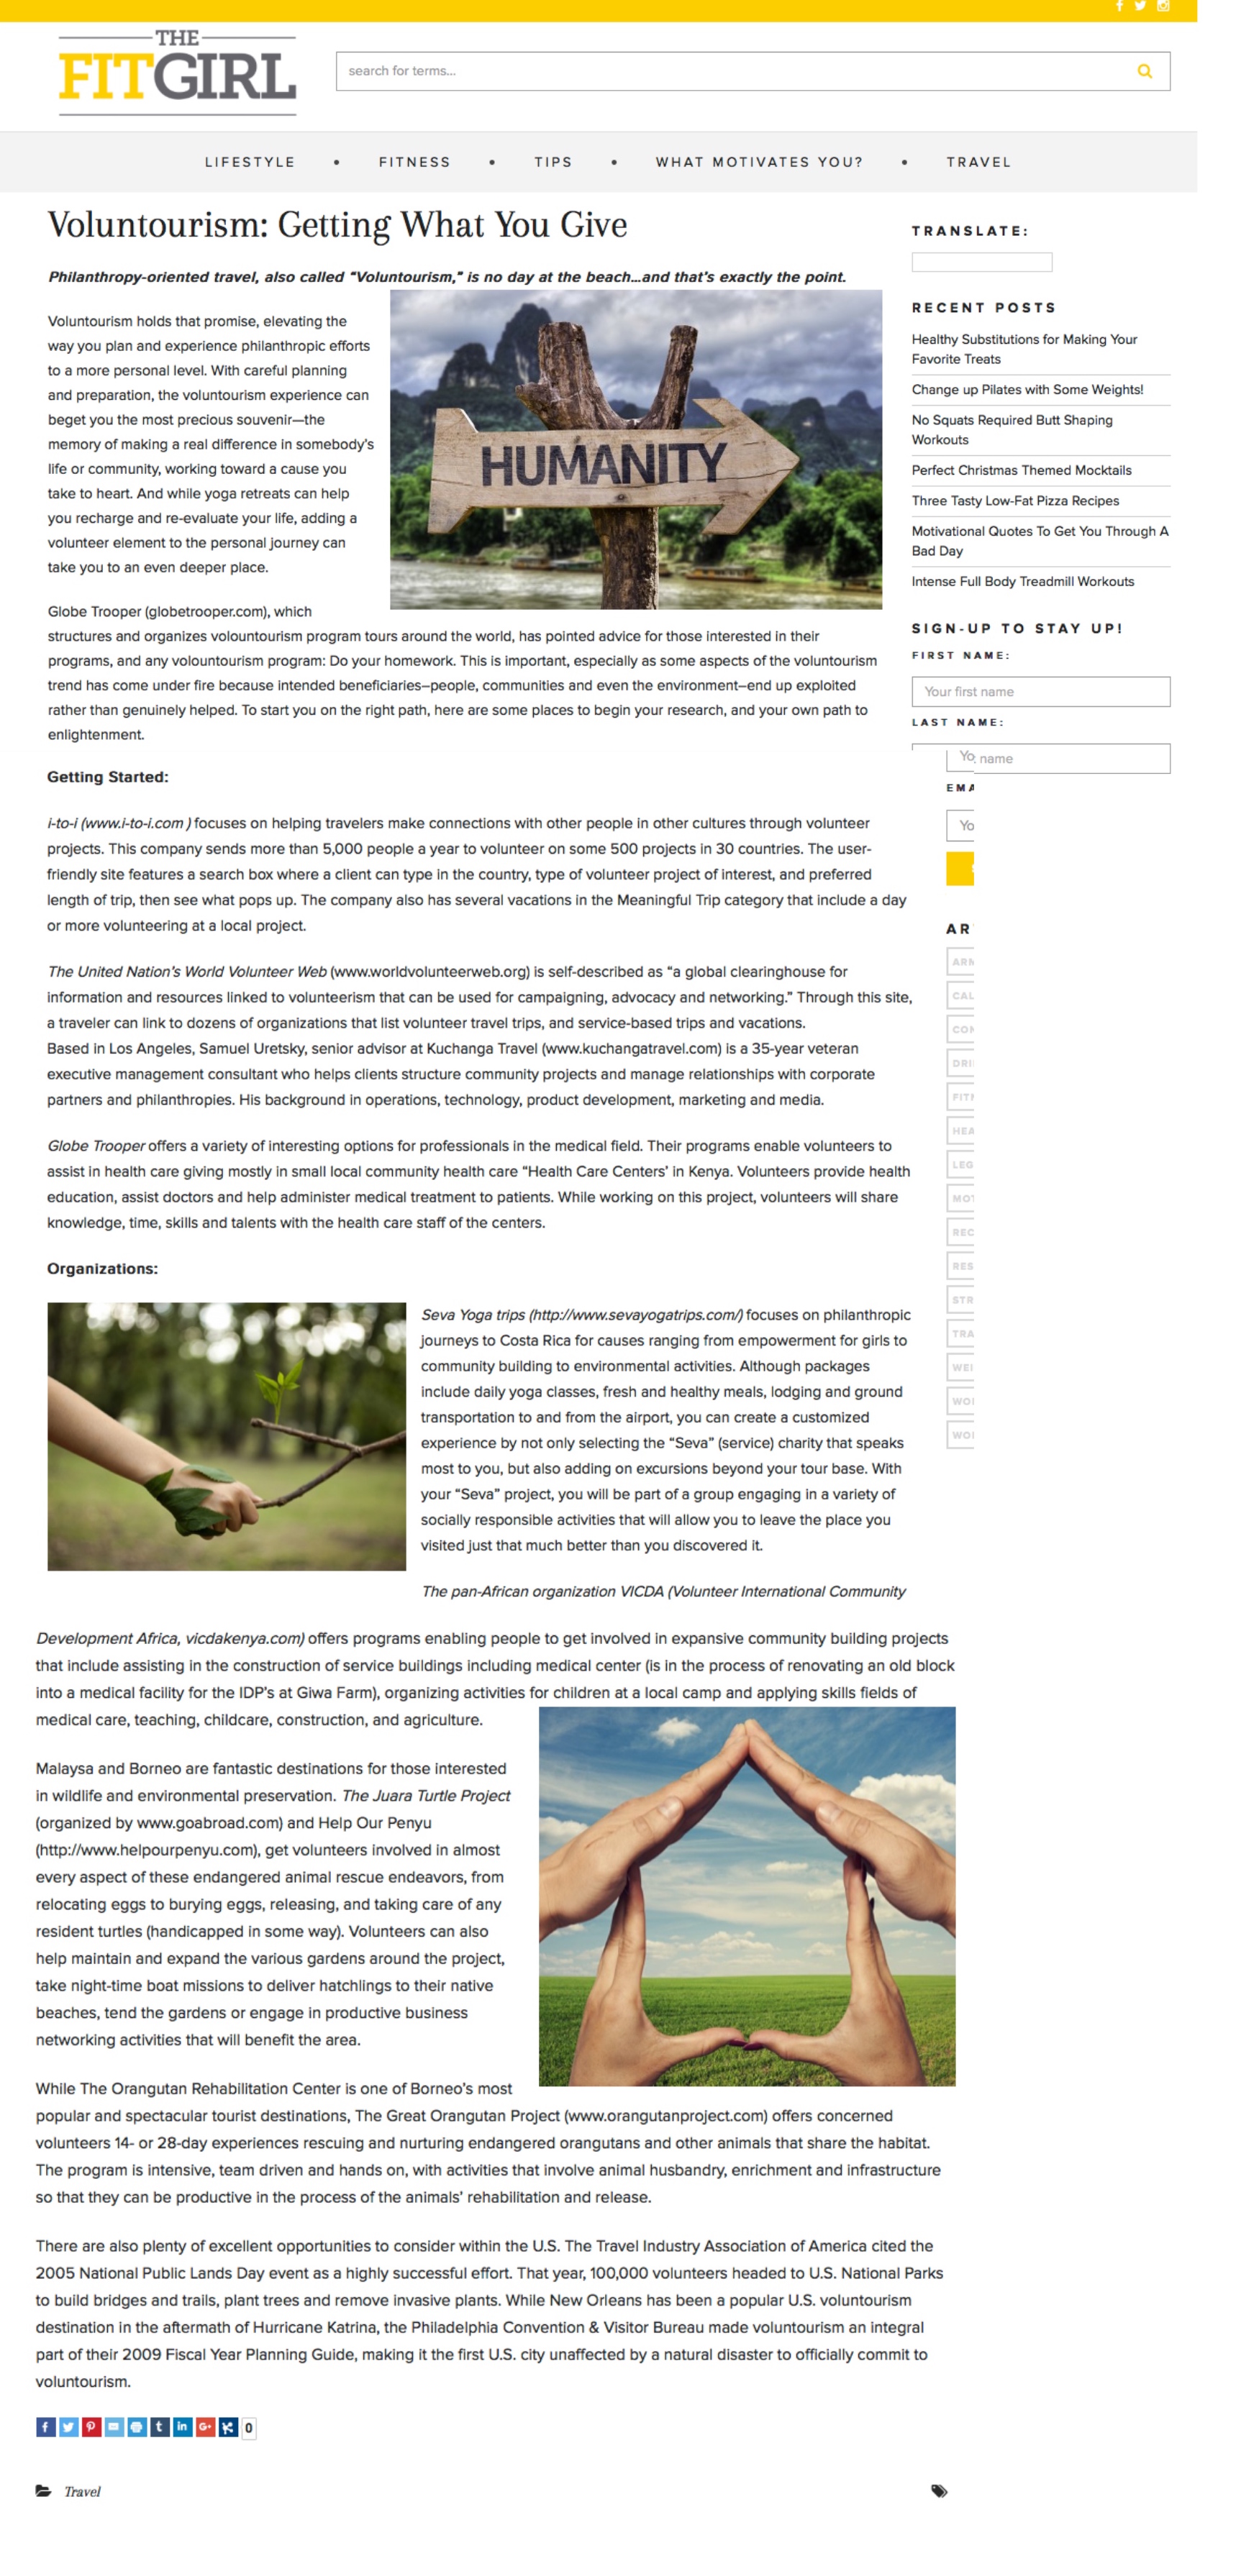 THE
FITGIRL
search for terms...
LIFESTYLE • FITNESS • TIPS • WHAT MOTIVATES YOU? • TRAVEL
Voluntourism: Getting What You Give
Philanthropy-oriented travel, also called "Voluntourism," is no day at the beach...and that's exactly the point.
Voluntourism holds that promise, elevating the
way you plan and experience philanthropic efforts
to a more personal level. With careful planning
and preparation, the voluntourism experience can
beget you the most precious souvenir—the
memory of making a real difference in somebody's
life or community, working toward a cause you
take to heart. And while yoga retreats can help
you recharge and re-evaluate your life, adding a
volunteer element to the personal journey can
take you to an even deeper place.
HUMANITY
Globe Trooper (globetrooper.com), which
structures and organizes volountourism program tours around the world, has pointed advice for those interested in their
programs, and any volountourism program: Do your homework. This is important, especially as some aspects of the voluntourism
trend has come under fire because intended beneficiaries–people, communities and even the environment–end up exploited
rather than genuinely helped. To start you on the right path, here are some places to begin your research, and your own path to
enlightenment.
TRANSLATE:
RECENT POSTS
Healthy Substitutions for Making Your
Favorite Treats
Change up Pilates with Some Weights!
No Squats Required Butt Shaping
Workouts
Perfect Christmas Themed Mocktails
Three Tasty Low-Fat Pizza Recipes
Motivational Quotes To Get You Through A
Bad Day
Intense Full Body Treadmill Workouts
SIGN-UP TO STAY UP!
FIRST NAME:
Your first name
LAST NAME:
Yo name
EMA
Yo
AR
ARM
CAL
CON
DRI
FIT
HEA
LEG
MOT
REC
RES
STR
TRA
WEI
WO
WO
Getting Started:
i-to-i (www.i-to-i.com ) focuses on helping travelers make connections with other people in other cultures through volunteer
projects. This company sends more than 5,000 people a year to volunteer on some 500 projects in 30 countries. The user-
friendly site features a search box where a client can type in the country, type of volunteer project of interest, and preferred
length of trip, then see what pops up. The company also has several vacations in the Meaningful Trip category that include a day
or more volunteering at a local project.
The United Nation's World Volunteer Web (www.worldvolunteerweb.org) is self-described as "a global clearinghouse for
information and resources linked to volunteerism that can be used for campaigning, advocacy and networking." Through this site,
a traveler can link to dozens of organizations that list volunteer travel trips, and service-based trips and vacations.
Based in Los Angeles, Samuel Uretsky, senior advisor at Kuchanga Travel (www.kuchangatravel.com) is a 35-year veteran
executive management consultant who helps clients structure community projects and manage relationships with corporate
partners and philanthropies. His background in operations, technology, product development, marketing and media.
Globe Trooper offers a variety of interesting options for professionals in the medical field. Their programs enable volunteers to
assist in health care giving mostly in small local community health care "Health Care Centers' in Kenya. Volunteers provide health
education, assist doctors and help administer medical treatment to patients. While working on this project, volunteers will share
knowledge, time, skills and talents with the health care staff of the centers.
Organizations:
Seva Yoga trips (http://www.sevayogatrips.com/) focuses on philanthropic
journeys to Costa Rica for causes ranging from empowerment for girls to
community building to environmental activities. Although packages
include daily yoga classes, fresh and healthy meals, lodging and ground
transportation to and from the airport, you can create a customized
experience by not only selecting the "Seva" (service) charity that speaks
most to you, but also adding on excursions beyond your tour base. With
your "Seva" project, you will be part of a group engaging in a variety of
socially responsible activities that will allow you to leave the place you
visited just that much better than you discovered it.
The pan-African organization VICDA (Volunteer International Community
Development Africa, vicdakenya.com) offers programs enabling people to get involved in expansive community building projects
that include assisting in the construction of service buildings including medical center (is in the process of renovating an old block
into a medical facility for the IDP's at Giwa Farm), organizing activities for children at a local camp and applying skills fields of
medical care, teaching, childcare, construction, and agriculture.
Malaysa and Borneo are fantastic destinations for those interested
in wildlife and environmental preservation. The Juara Turtle Project
(organized by www.goabroad.com) and Help Our Penyu
(http://www.helpourpenyu.com), get volunteers involved in almost
every aspect of these endangered animal rescue endeavors, from
relocating eggs to burying eggs, releasing, and taking care of any
resident turtles (handicapped in some way). Volunteers can also
help maintain and expand the various gardens around the project,
take night-time boat missions to deliver hatchlings to their native
beaches, tend the gardens or engage in productive business
networking activities that will benefit the area.
While The Orangutan Rehabilitation Center is one of Borneo's most
popular and spectacular tourist destinations, The Great Orangutan Project (www.orangutanproject.com) offers concerned
volunteers 14- or 28-day experiences rescuing and nurturing endangered orangutans and other animals that share the habitat.
The program is intensive, team driven and hands on, with activities that involve animal husbandry, enrichment and infrastructure
so that they can be productive in the process of the animals' rehabilitation and release.
There are also plenty of excellent opportunities to consider within the U.S. The Travel Industry Association of America cited the
2005 National Public Lands Day event as a highly successful effort. That year, 100,000 volunteers headed to U.S. National Parks
to build bridges and trails, plant trees and remove invasive plants. While New Orleans has been a popular U.S. voluntourism
destination in the aftermath of Hurricane Katrina, the Philadelphia Convention & Visitor Bureau made voluntourism an integral
part of their 2009 Fiscal Year Planning Guide, making it the first U.S. city unaffected by a natural disaster to officially commit to
voluntourism.
0
Travel